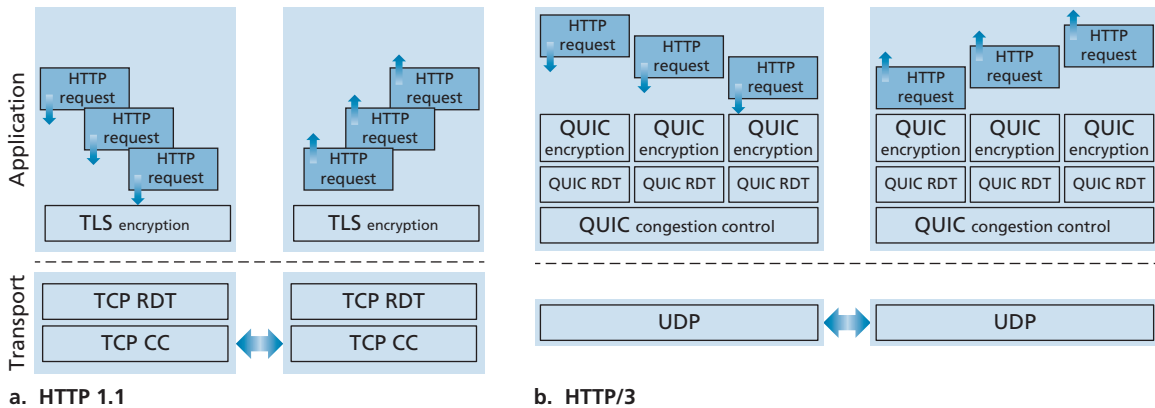 Application
HTTP
request
HTTP
request
HTTP
request
TLS encryption
HTTP
request
HTTP
request
HTTP
request
TLS encryption
Transport
TCP RDT
TCP CC
TCP RDT
TCP CC
a. HTTP 1.1
HTTP
request
HTTP
request
HTTP
request
QUIC
encryption
QUIC
encryption
QUIC
encryption
QUIC RDT
QUIC RDT
QUIC RDT
QUIC congestion control
HTTP
request
HTTP
request
HTTP
request
QUIC
encryption
QUIC
encryption
QUIC
encryption
QUIC RDT
QUIC RDT
QUIC RDT
QUIC congestion control
UDP
UDP
b. HTTP/3